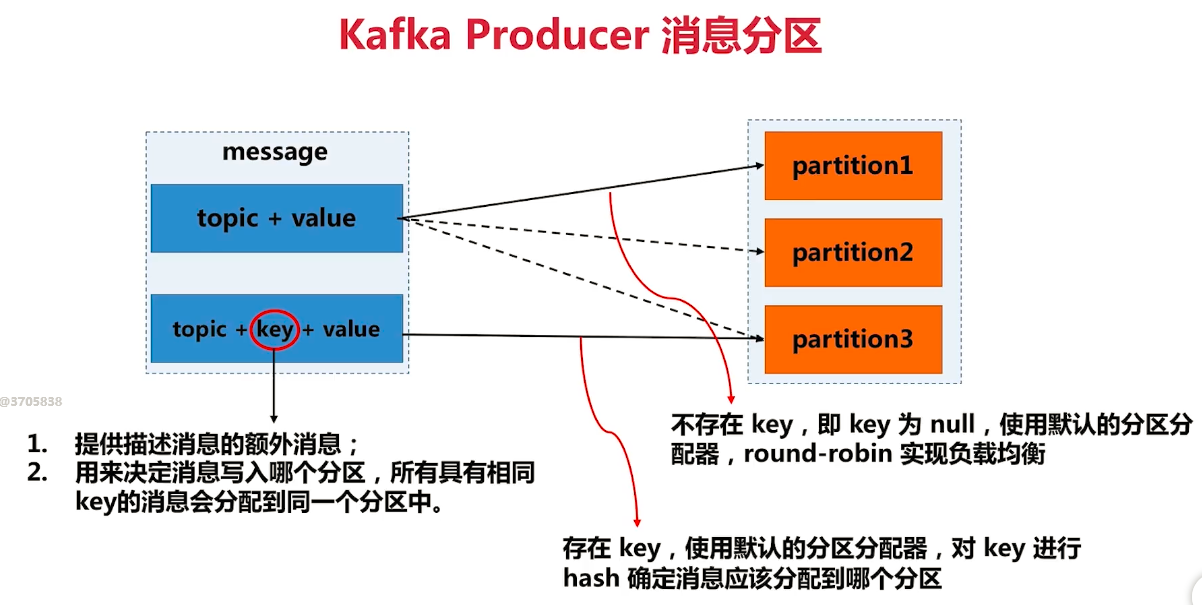 Kafka Producer 消息分区
message
topic + value
topic + key + value
partition1
partition2
partition3
@3705838
1. 提供描述消息的额外消息；
2. 用来决定消息写入哪个分区，所有具有相同
key的消息会分配到同一个分区中。
不存在 key，即 key 为 null，使用默认的分区分
配器，round-robin 实现负载均衡
存在 key，使用默认的分区分配器，对 key 进行
hash 确定消息应该分配到哪个分区